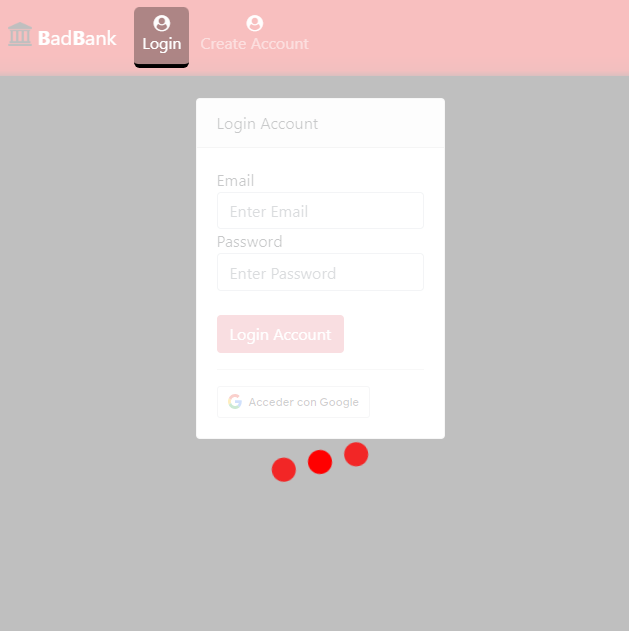 BadBank
Login
Create Account
Login Account
Email
Enter Email
Password
Enter Password
Login Account
Acceder con Google